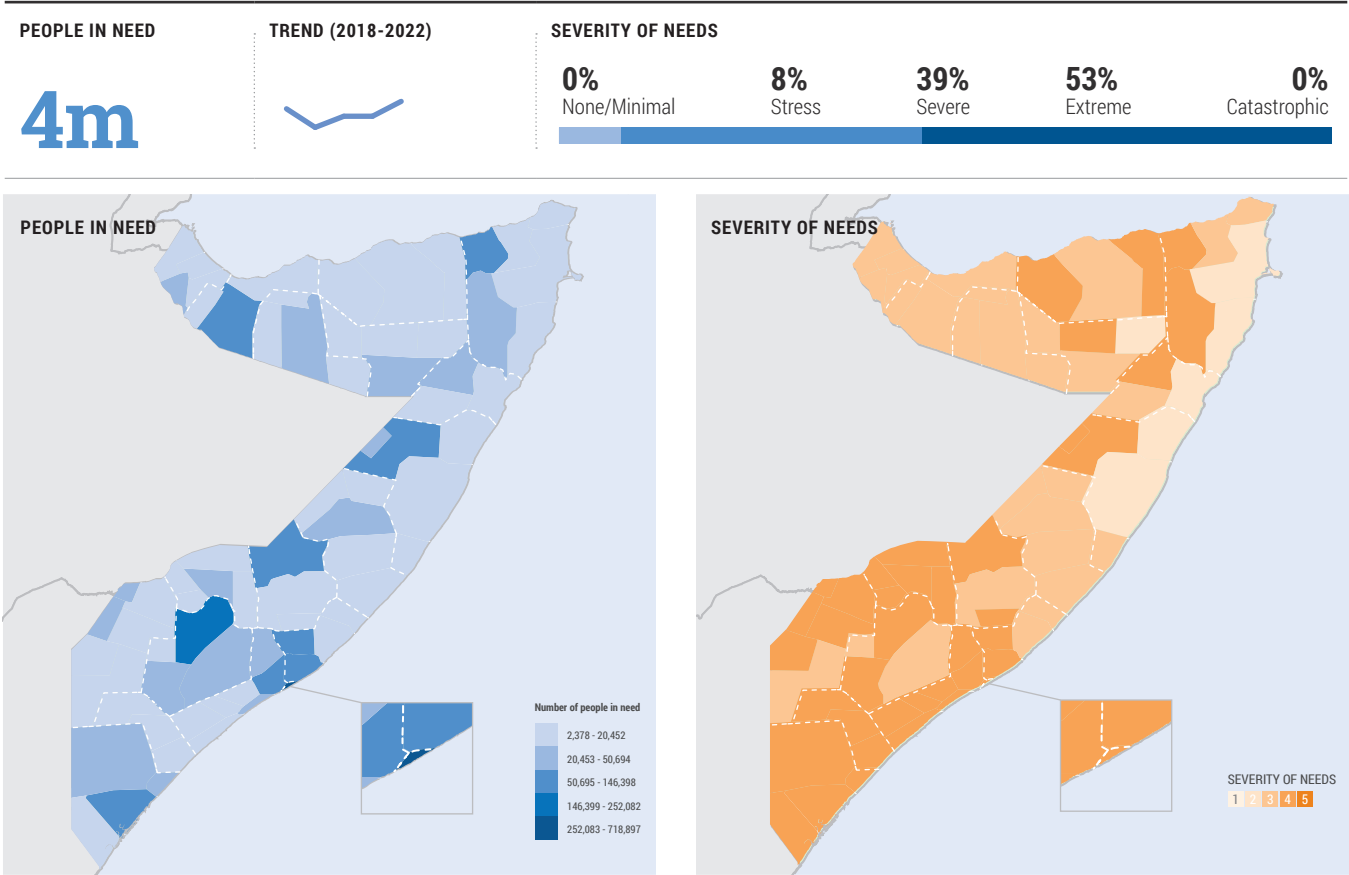 PEOPLE IN NEED
4m
TREND (2018-2022)
SEVERITY OF NEEDS
0%
None/Minimal
8%
Stress
39%
Severe
53%
Extreme
0%
Catastrophic
PEOPLE IN NEED
Number of people in need
2,378 - 20,452
20,453 - 50,694
50,695 - 146,398
146,399 - 252,082
252,083 - 718,897
SEVERITY OF NEEDS
SEVERITY OF NEEDS
1 2 3 4 5